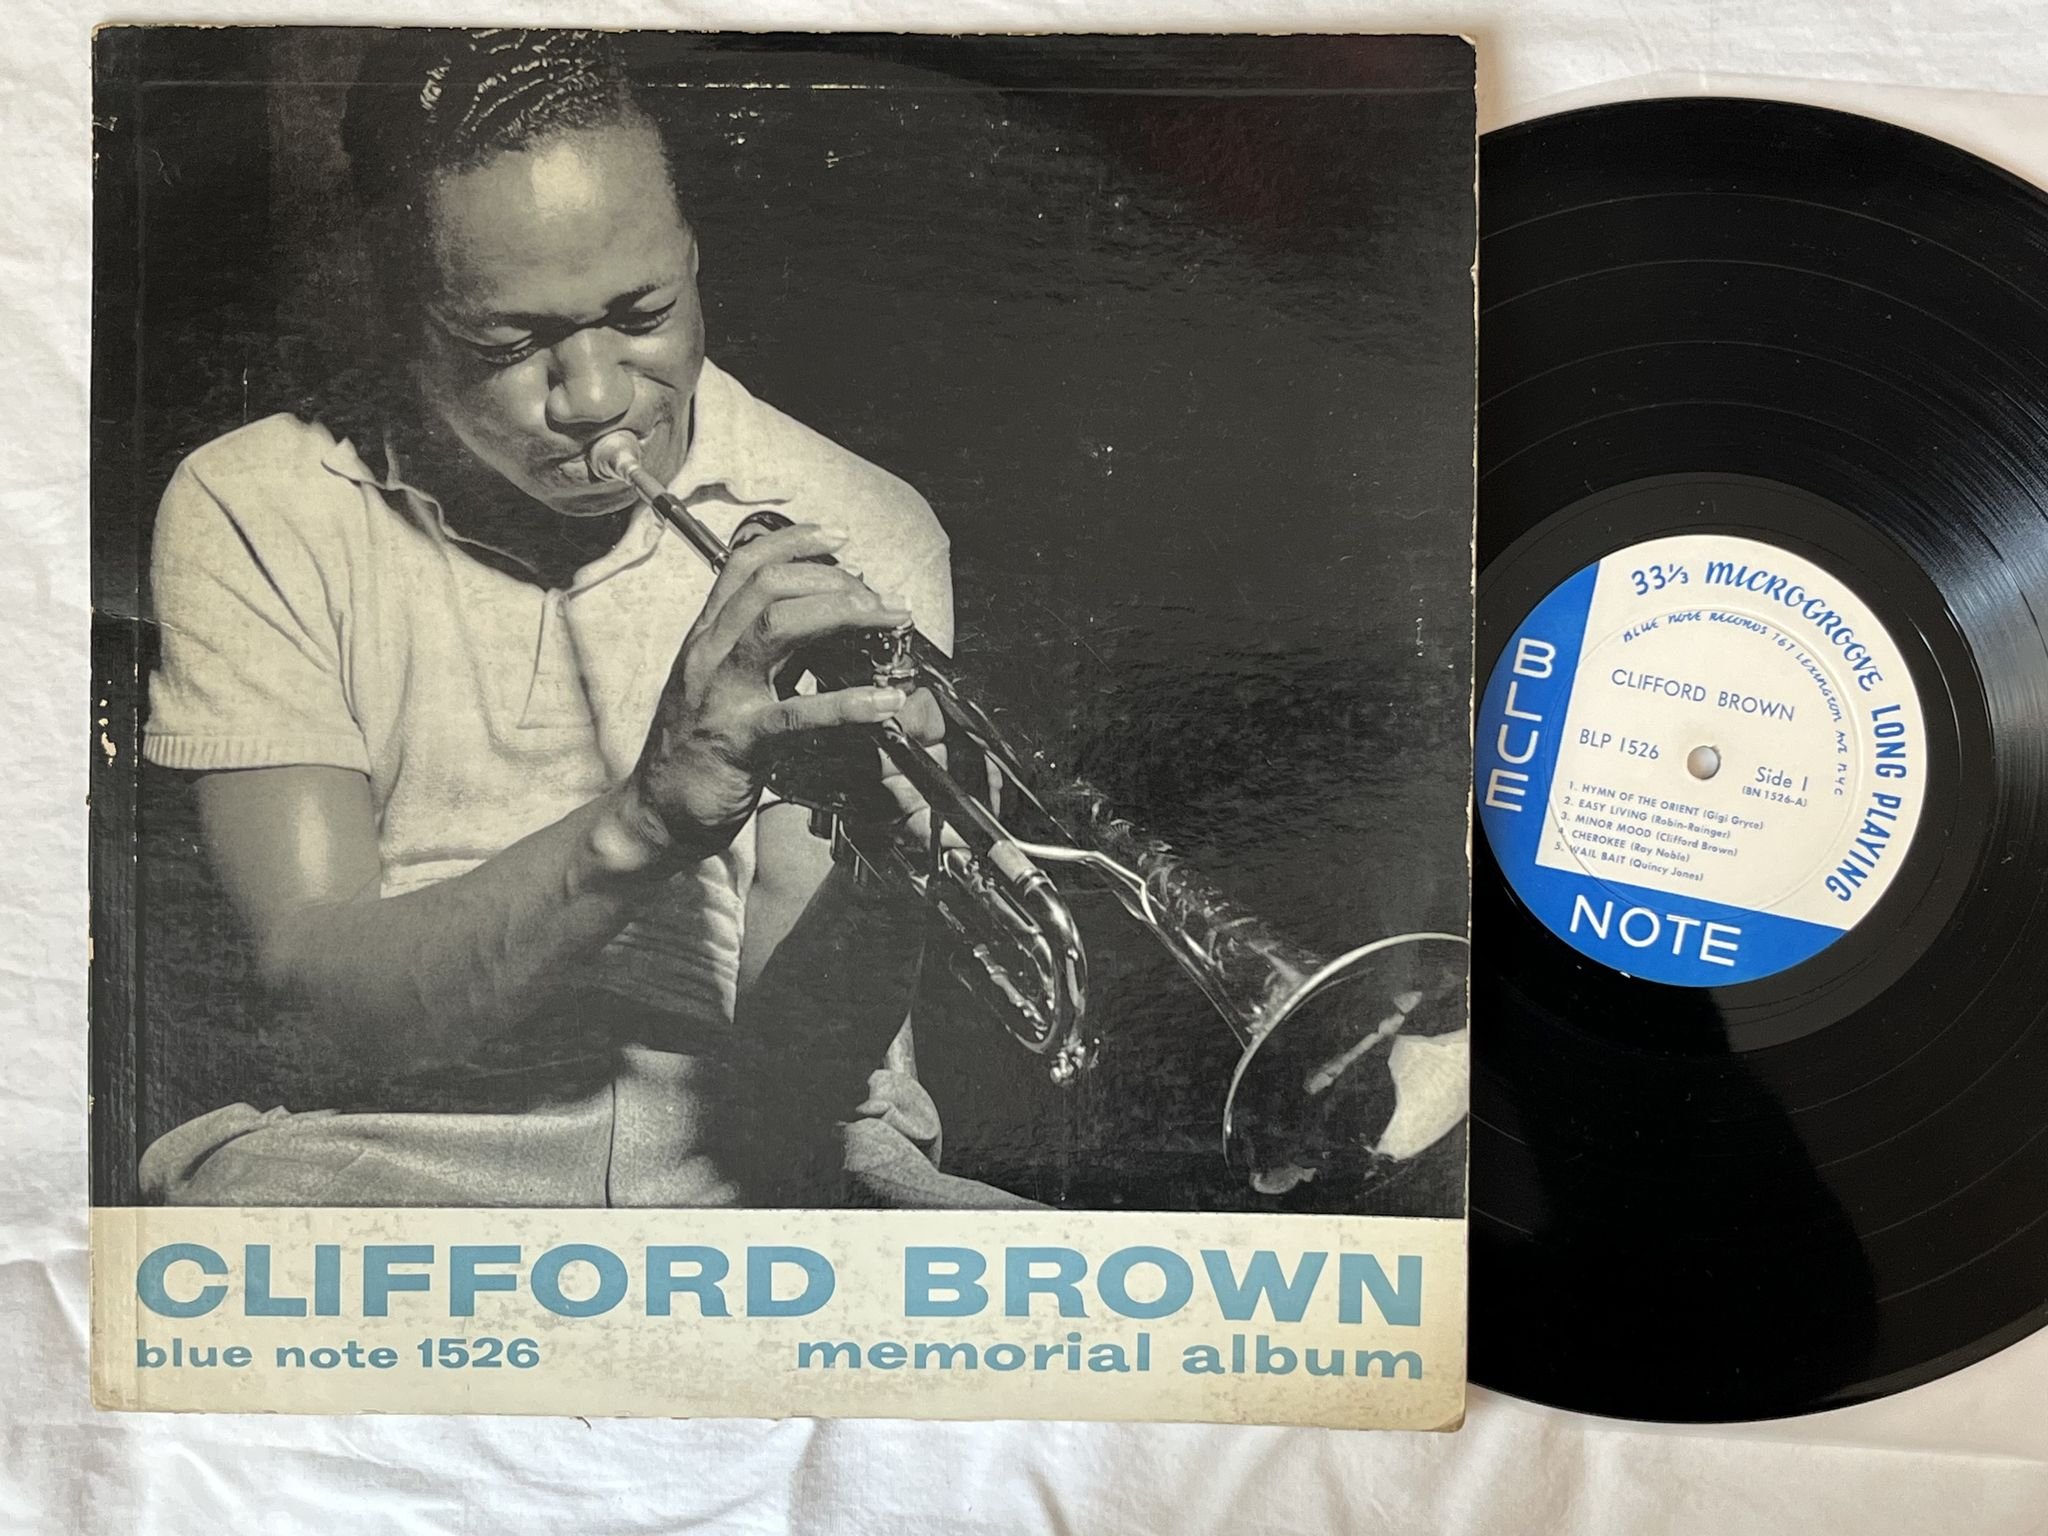 CLIFFORD BROWN
blue note 1526 memorial album
33⅓ MICROGROOVE LONG PLAYING
BLUE NOTE RECORDS 767 LEXINGTON AVE NYC
BLUE
NOTE
CLIFFORD BROWN
BLP 1526
Side 1
(BN 1526-A)
1. HYMN OF THE ORIENT (Gigi Gryce)
2. EASY LIVING (Robin-Rainger)
3. MINOR MOOD (Clifford Brown)
4. CHEROKEE (Ray Noble)
5. WAIL BAIT (Quincy Jones)